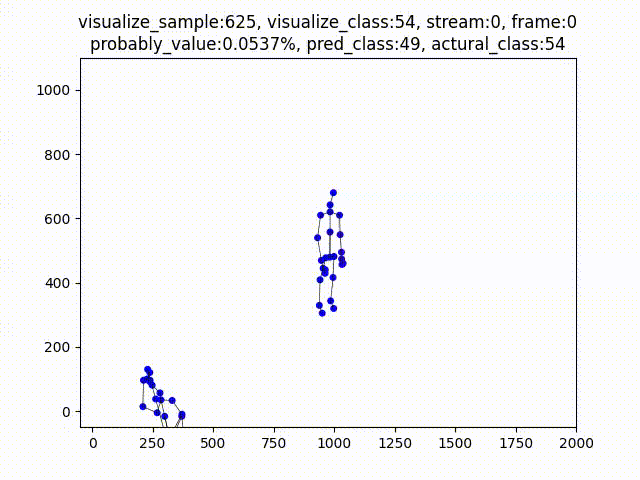 visualize_sample:625, visualize_class:54, stream:0, frame:0
probably_value:0.0537%, pred_class:49, actural_class:54
1000
800
600
400
200
0
0 250 500 750 1000 1250 1500 1750 2000